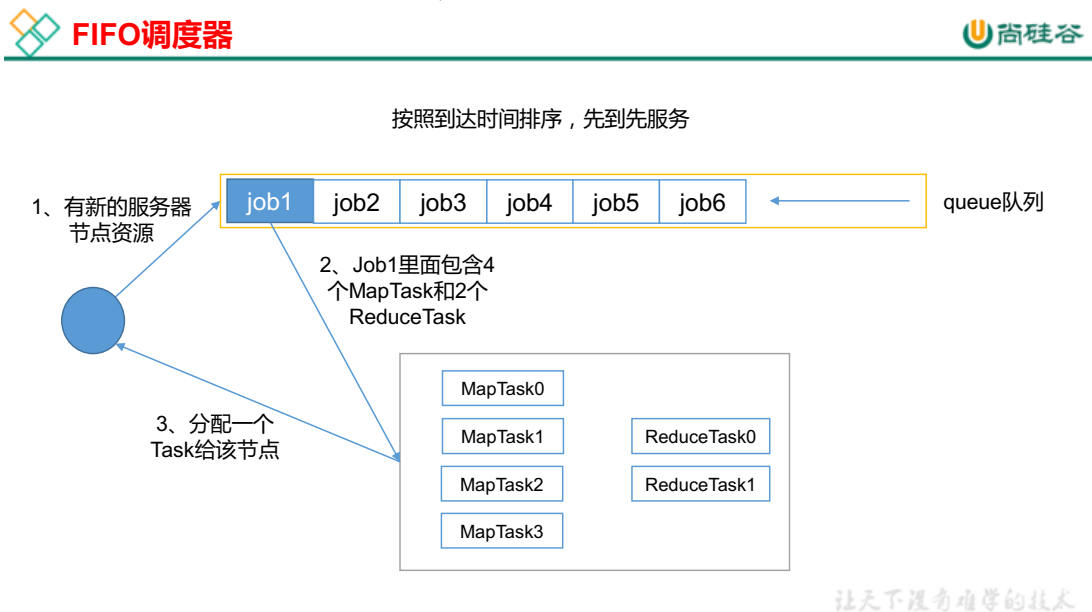 FIFO调度器
尚硅谷
按照到达时间排序，先到先服务
1、有新的服务器
节点资源
job1 job2 job3 job4 job5 job6
queue队列
2、Job1里面包含4
个MapTask和2个
ReduceTask
3、分配一个
Task给该节点
MapTask0
MapTask1
MapTask2
MapTask3
ReduceTask0
ReduceTask1
让天下没有难学的技术